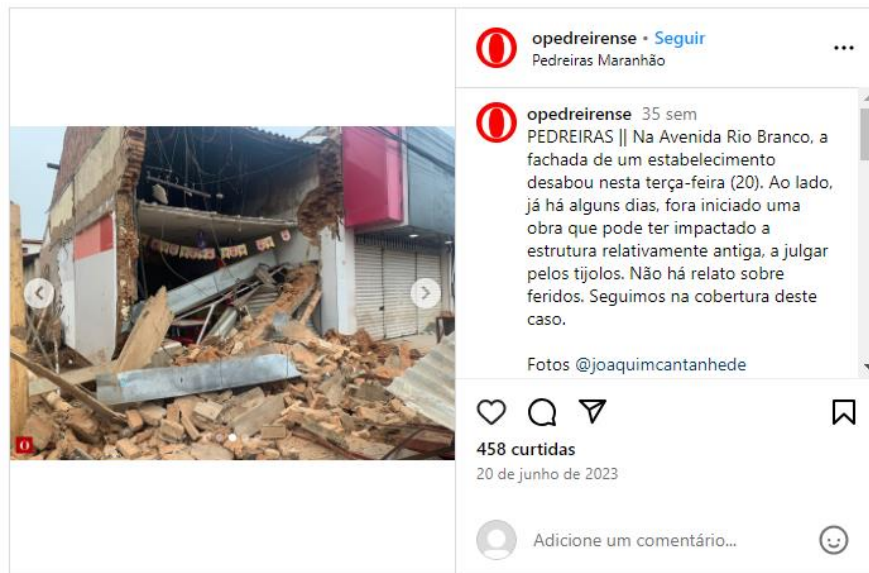 opedreirense • Seguir
Pedreiras Maranhão
opedreirense 35 sem
PEDREIRAS || Na Avenida Rio Branco, a
fachada de um estabelecimento
desabou nesta terça-feira (20). Ao lado,
já há alguns dias, fora iniciado uma
obra que pode ter impactado a
estrutura relativamente antiga, a julgar
pelos tijolos. Não há relato sobre
feridos. Seguimos na cobertura deste
caso.
Fotos @joaquimcantanhede
458 curtidas
20 de junho de 2023
Adicione um comentário...